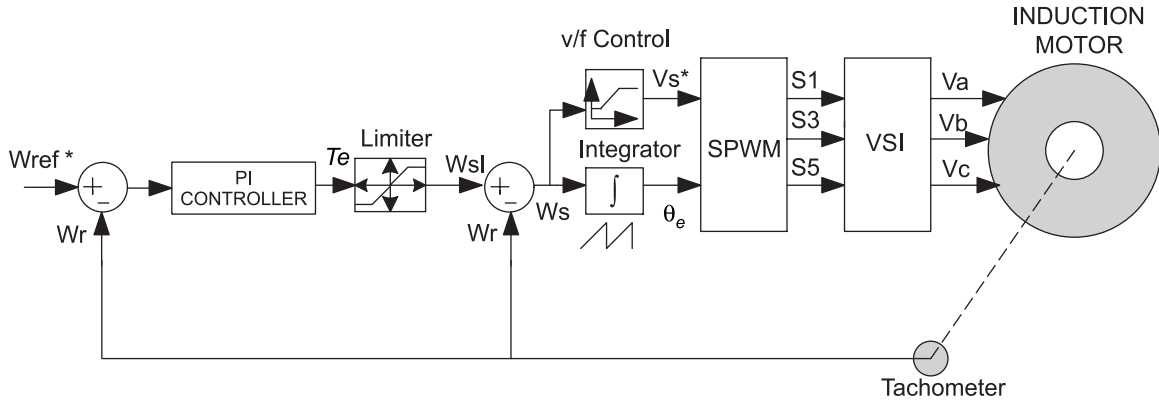 INDUCTION
MOTOR
v/f Control
Vs*
S1
Va
Limiter
Wref *
Te
Wsl
Integrator
SPWM
S3
VSI
Vb
+
−
PI
CONTROLLER
+
−
∫
S5
Vc
Wr
Wr
Ws
θe
Tachometer